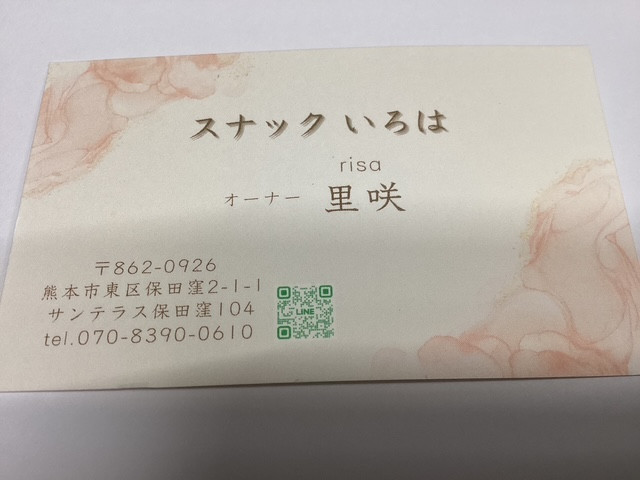 スナック いろは
risa
オーナー 里咲
〒862-0926
熊本市東区保田窪2-1-1
サンテラス保田窪104
tel.070-8390-0610
LINE